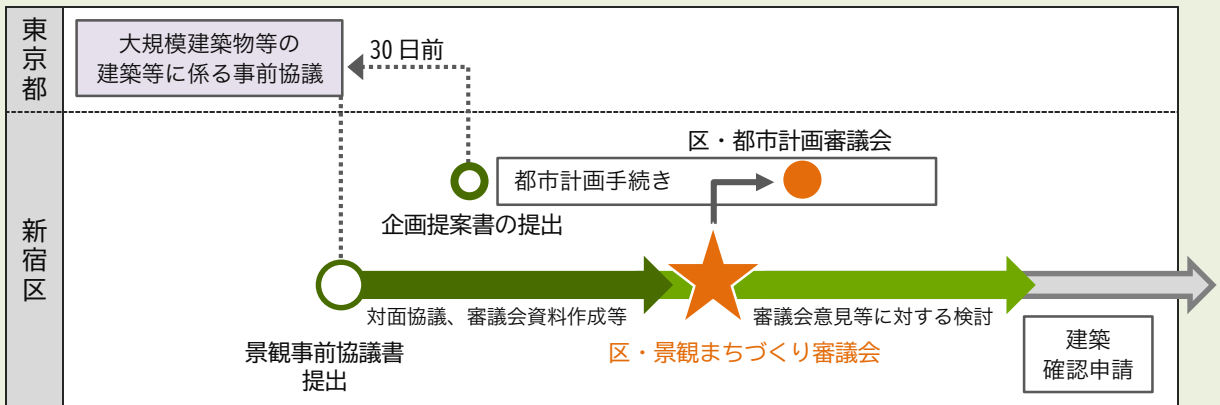 東京都
大規模建築物等の
建築等に係る事前協議
30日前
新宿区
区・都市計画審議会
都市計画手続き
企画提案書の提出
対面協議、審議会資料作成等
審議会意見等に対する検討
景観事前協議書
提出
区・景観まちづくり審議会
建築
確認申請